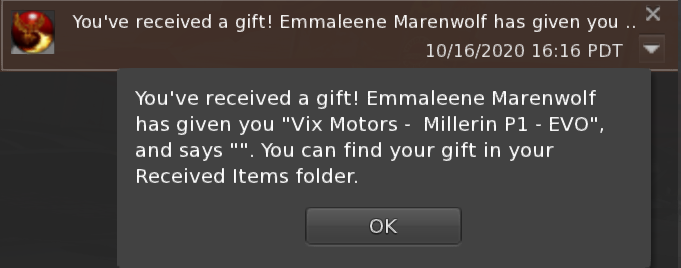 You've received a gift! Emmaleene Marenwolf has given you ..
10/16/2020 16:16 PDT
You've received a gift! Emmaleene Marenwolf
has given you "Vix Motors -  Millerin P1 - EVO",
and says "". You can find your gift in your
Received Items folder.
OK